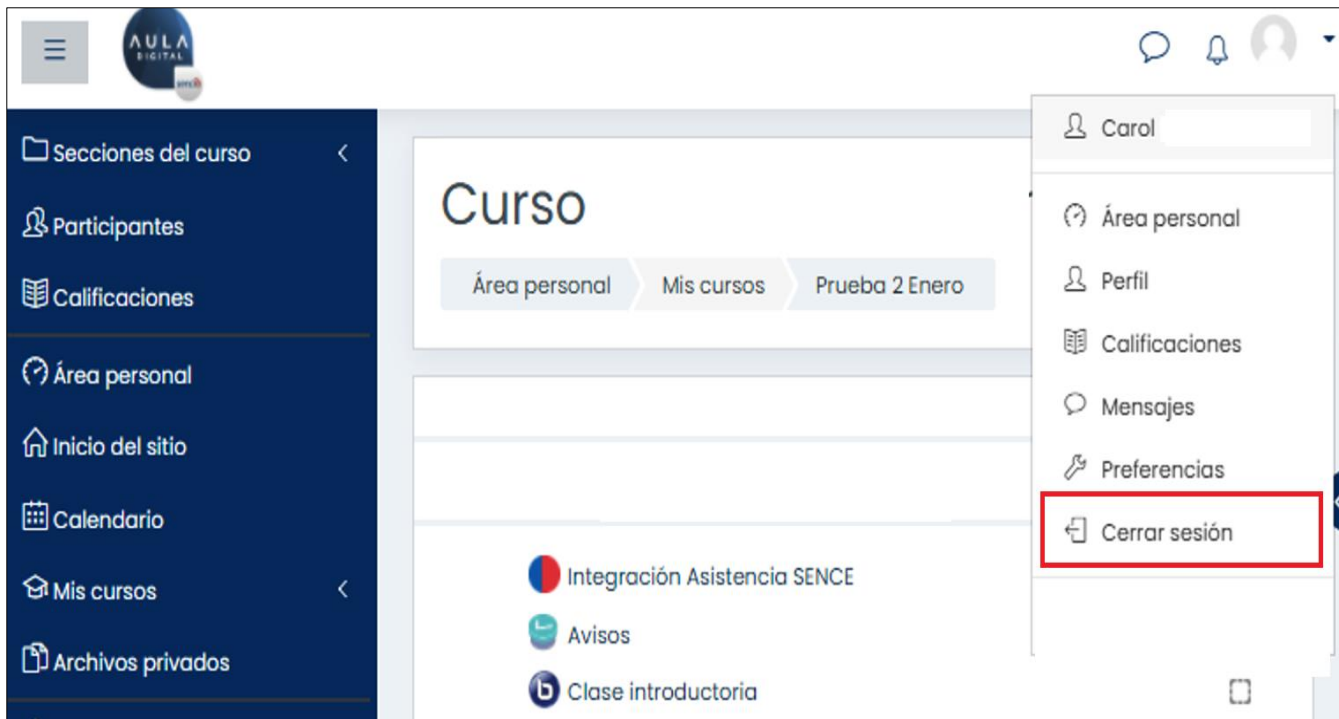 AULA
DIGITAL
sence
Secciones del curso
Participantes
Calificaciones
Área personal
Inicio del sitio
Calendario
Mis cursos
Archivos privados
Curso
Área personal
Mis cursos
Prueba 2 Enero
Integración Asistencia SENCE
Avisos
b Clase introductoria
Carol
Área personal
Perfil
Calificaciones
Mensajes
Preferencias
Cerrar sesión